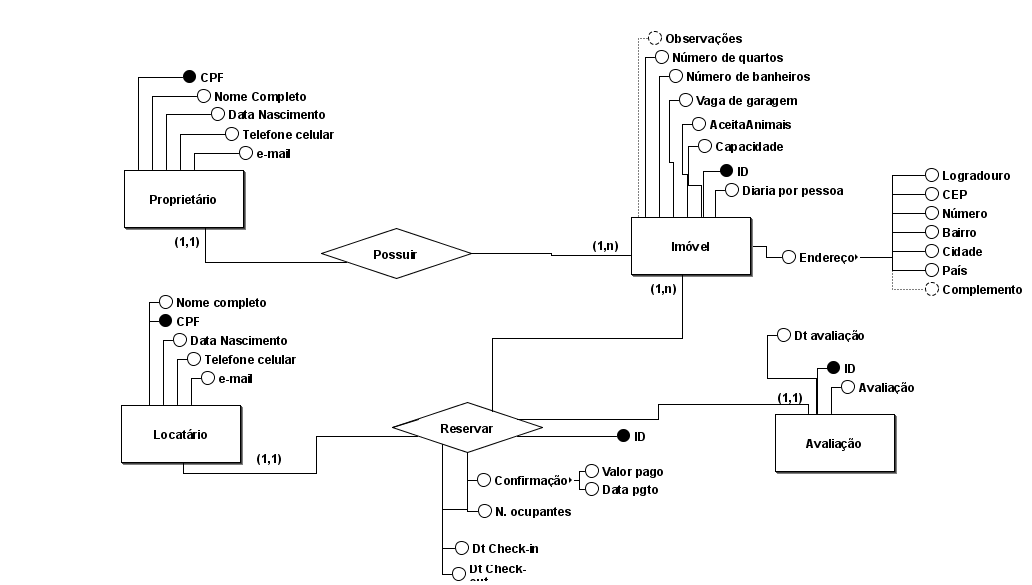 Observações
Número de quartos
Número de banheiros
Vaga de garagem
AceitaAnimais
Capacidade
ID
Diaria por pessoa
CPF
Nome Completo
Data Nascimento
Telefone celular
e-mail
Proprietário
(1,1)
Possuir
(1,n)
Imóvel
(1,n)
Endereço
Logradouro
CEP
Número
Bairro
Cidade
País
Complemento
Nome completo
CPF
Data Nascimento
Telefone celular
e-mail
Locatário
(1,1)
Reservar
ID
Confirmação
Valor pago
Data pgto
N. ocupantes
Dt Check-in
Dt Check-
out
Dt avaliação
ID
Avaliação
(1,1)
Avaliação